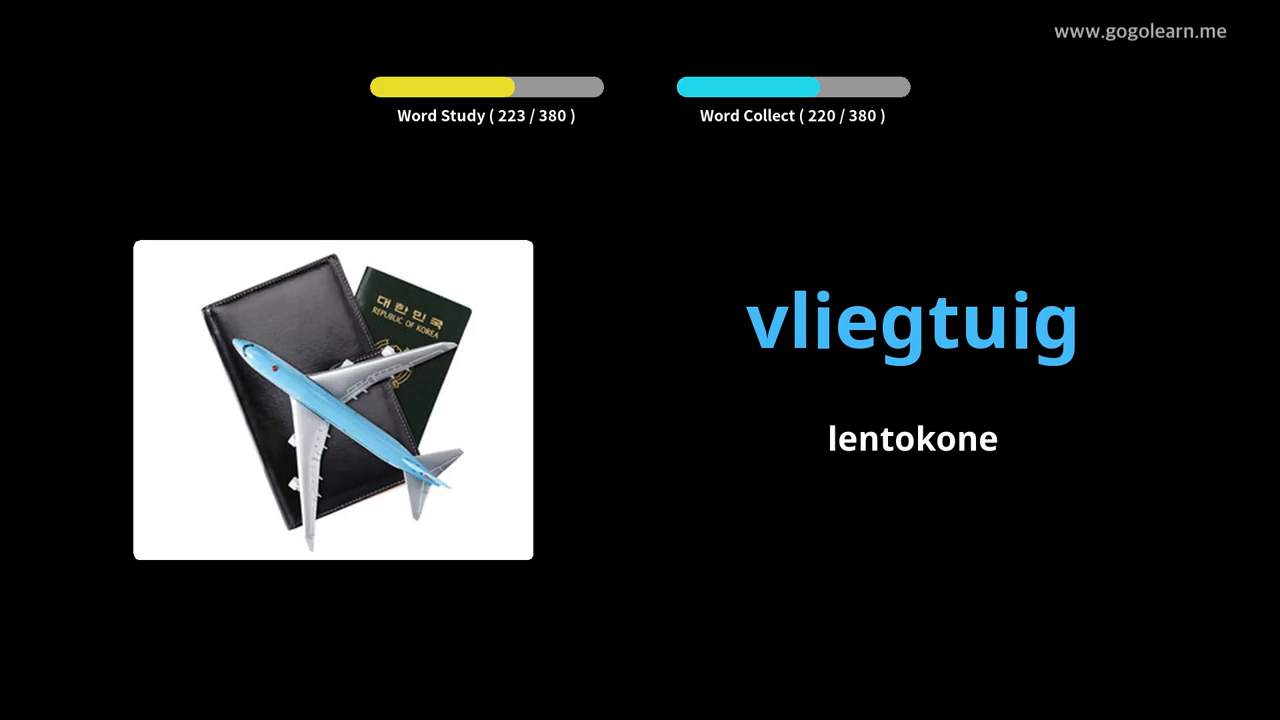 www.gogolearn.me
Word Study ( 223 / 380 )
Word Collect ( 220 / 380 )
대한민국
REPUBLIC OF KOREA
vliegtuig
lentokone